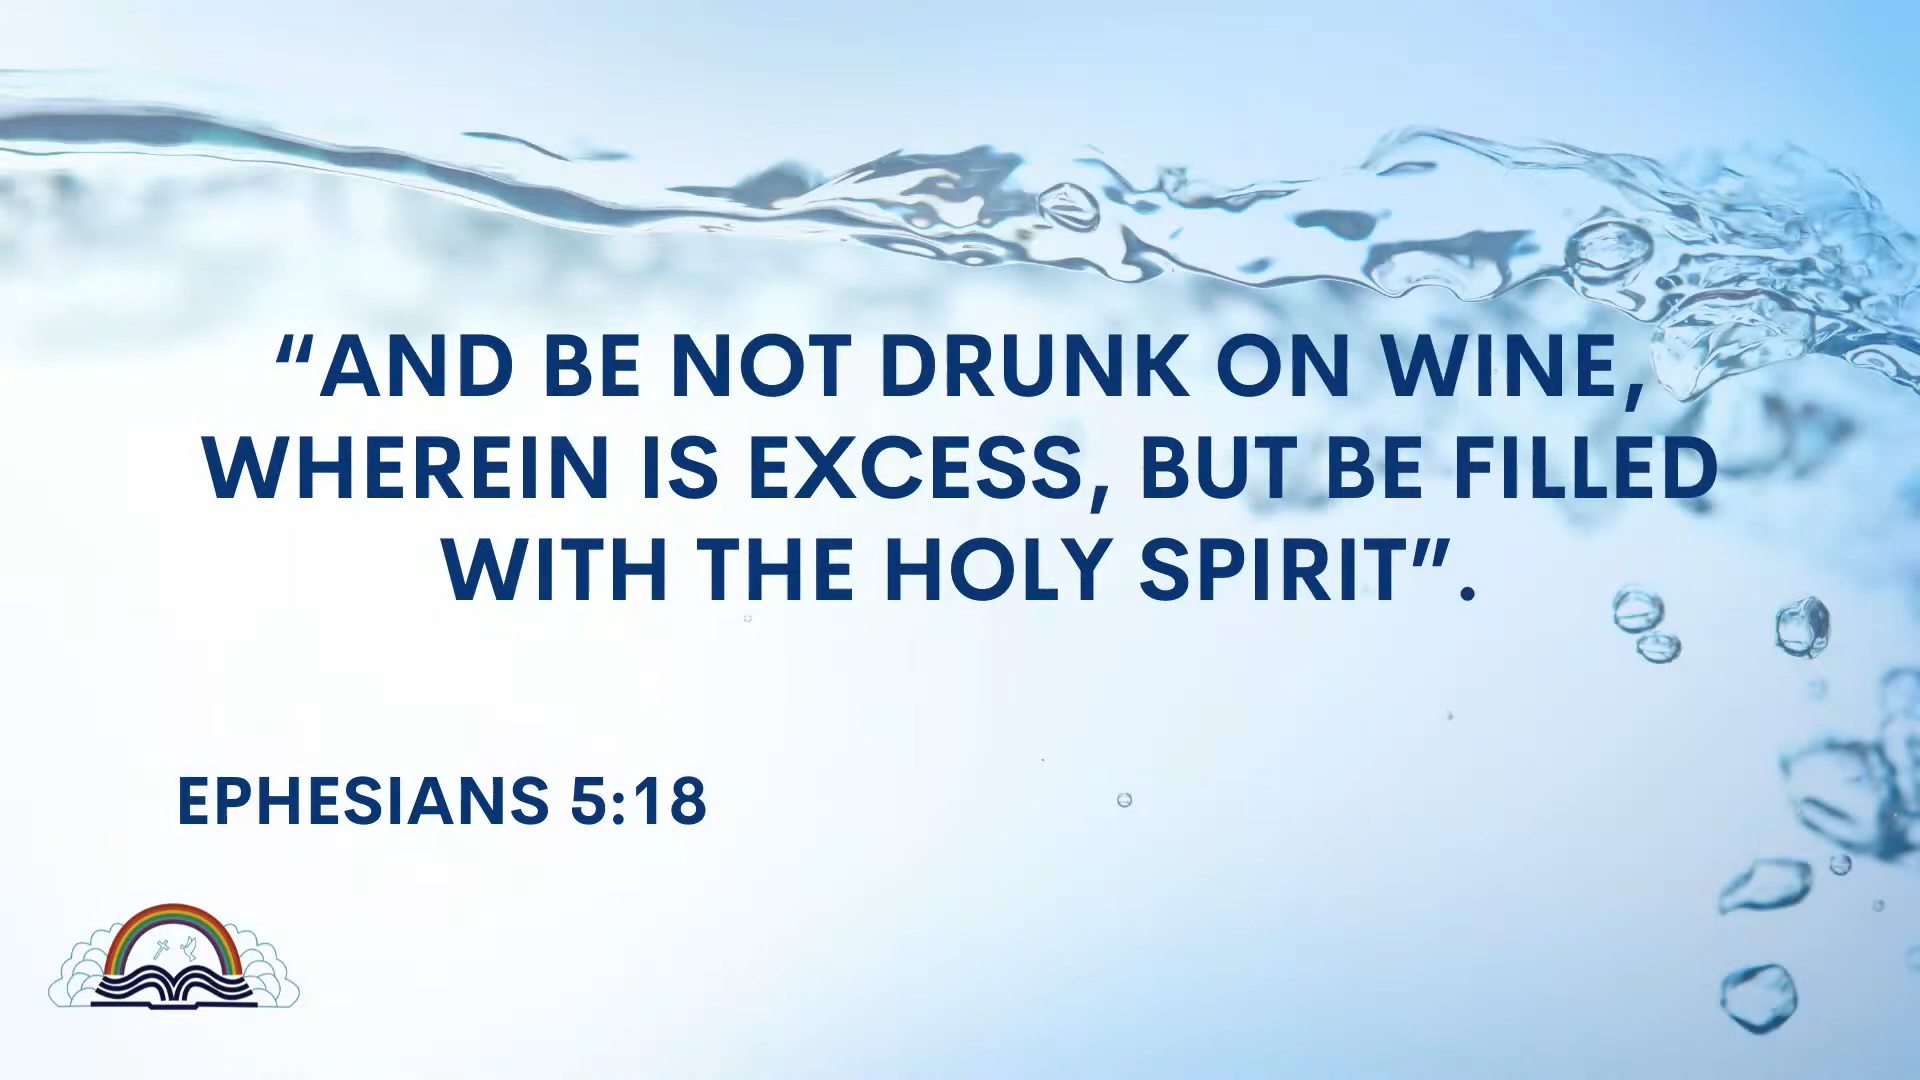 “AND BE NOT DRUNK ON WINE,
WHEREIN IS EXCESS, BUT BE FILLED
WITH THE HOLY SPIRIT”.
EPHESIANS 5:18